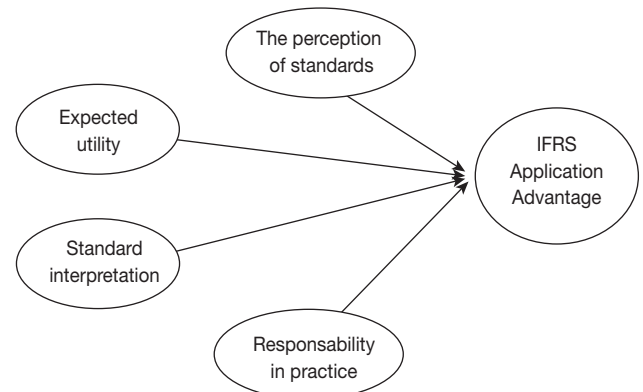 The perception
of standards
Expected
utility
IFRS
Application
Advantage
Standard
interpretation
Responsability
in practice